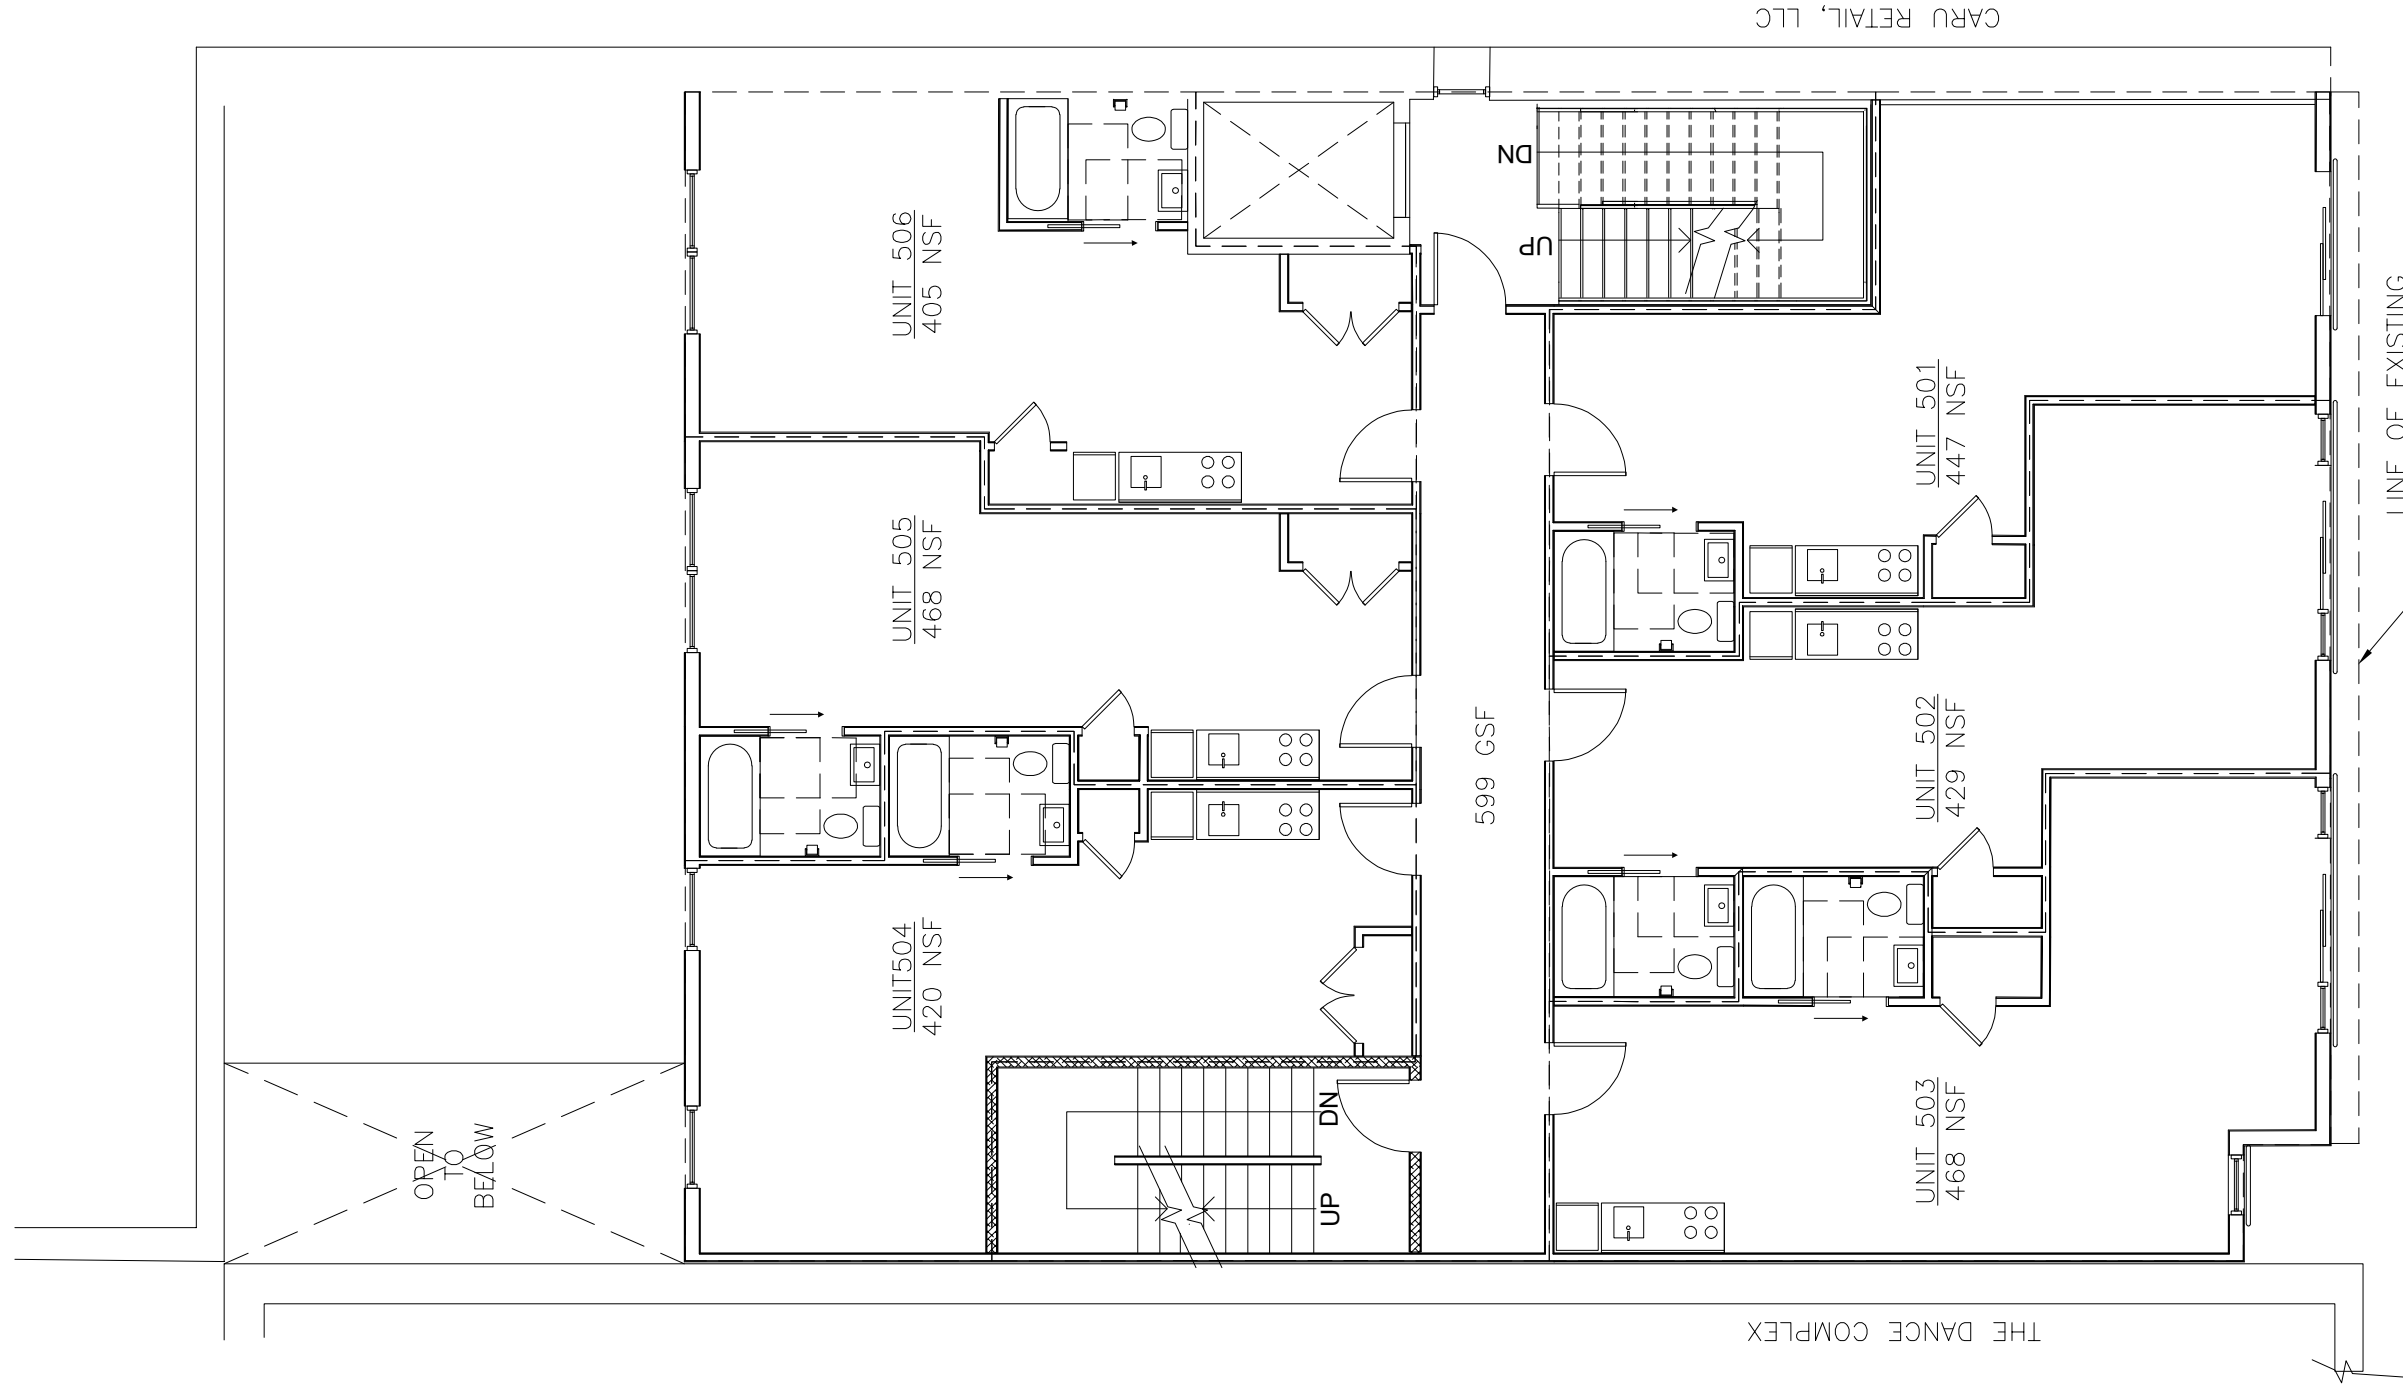 CARU RETAIL, LLC
DN
UP
UNIT 506
405 NSF
UNIT 501
447 NSF
LINE OF EXISTING
UNIT 505
468 NSF
599 GSF
UNIT 502
429 NSF
UNIT504
420 NSF
OPEN
TO
BELOW
DN
UP
UNIT 503
468 NSF
THE DANCE COMPLEX